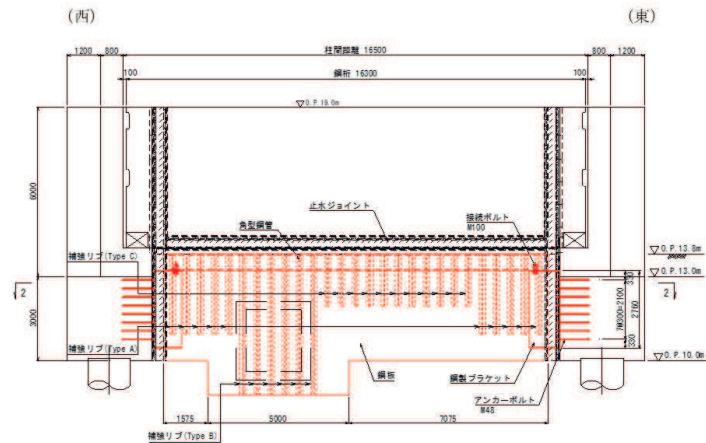 (西)
(東)
1200
800
柱間距離 16500
800
1200
100
鋼桁 16300
100
▽O.P.19.0m
6000
止水ジョイント
角型鋼管
接続ボルト
M100
補強リブ(Type C)
▽O.P.13.8m
▽O.P.13.0m
2
2
330
3000
7@300=2100
2760
330
補強リブ(Type A)
鋼板
鋼製ブラケット
▽O.P.10.0m
アンカーボルト
M48
1575
5000
7075
補強リブ(Type B)